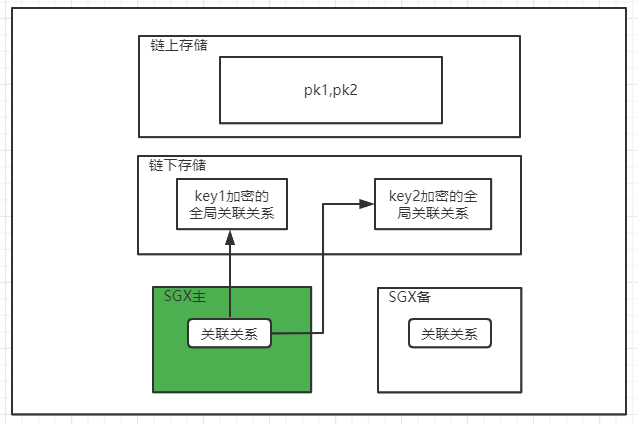 链上存储
pk1,pk2
链下存储
key1加密的
全局关联关系
key2加密的全
局关联关系
SGX主
关联关系
SGX备
关联关系